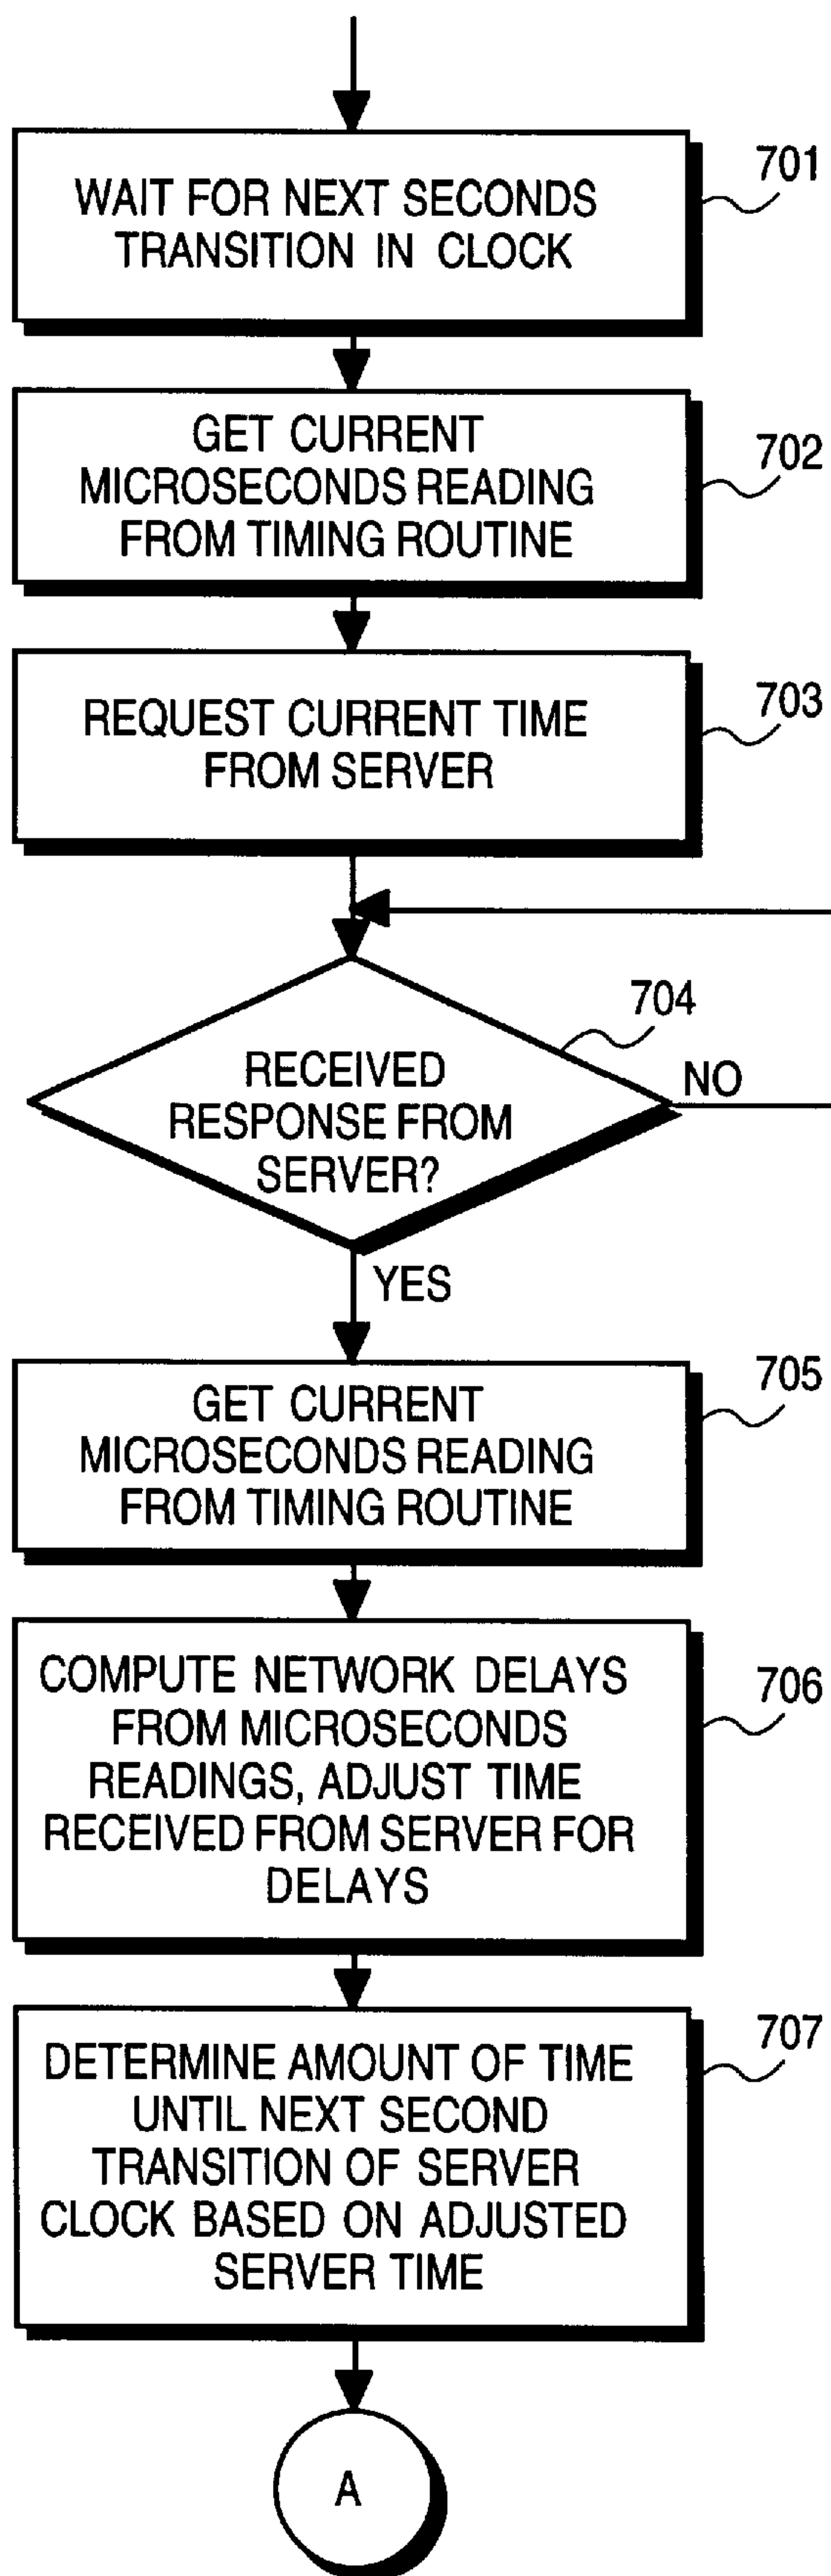 701
WAIT FOR NEXT SECONDS
TRANSITION IN CLOCK
702
GET CURRENT
MICROSECONDS READING
FROM TIMING ROUTINE
703
REQUEST CURRENT TIME
FROM SERVER
704
RECEIVED
RESPONSE FROM
SERVER?
NO
YES
705
GET CURRENT
MICROSECONDS READING
FROM TIMING ROUTINE
706
COMPUTE NETWORK DELAYS
FROM MICROSECONDS
READINGS, ADJUST TIME
RECEIVED FROM SERVER FOR
DELAYS
707
DETERMINE AMOUNT OF TIME
UNTIL NEXT SECOND
TRANSITION OF SERVER
CLOCK BASED ON ADJUSTED
SERVER TIME
A